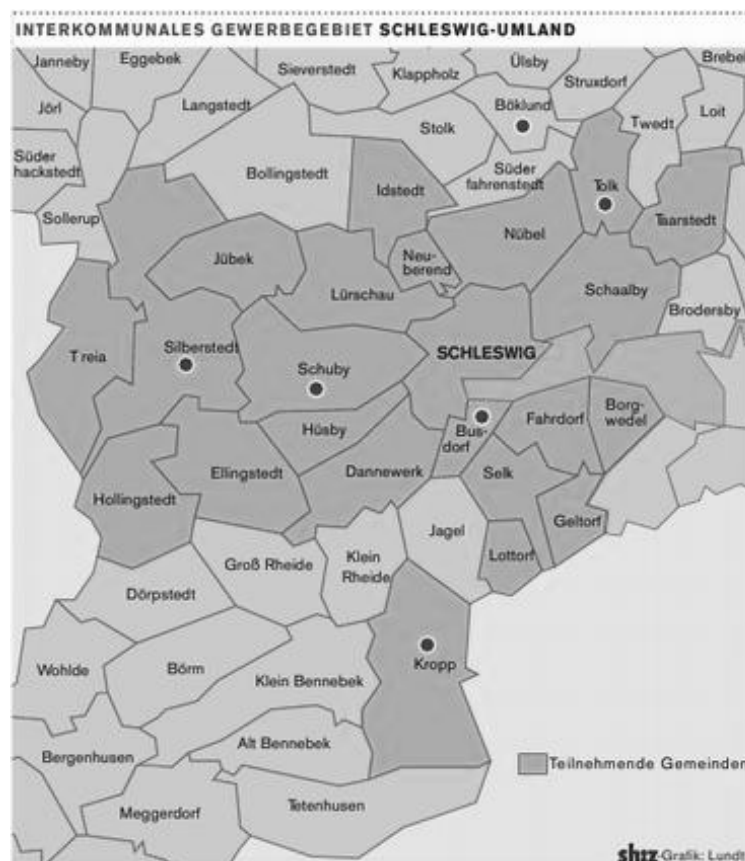 INTERKOMMUNALES GEWERBEGEBIET SCHLESWIG-UMLAND
Janneby
Eggebek
Sieverstedt
Klappholz
Ülsby
Struxdorf
Brebel
Jörl
Langstedt
Stolk
Böklund
Twedt
Loit
Süder
hackstedt
Bollingstedt
Idstedt
Süder
fahrenstedt
Tolk
Sollerup
Taarstedt
Jübek
Neu-
berend
Nübel
Lürschau
Schaalby
Brodersby
Treia
Silberstedt
Schuby
SCHLESWIG
Hüsby
Bus-
dorf
Fahrdorf
Borg-
wedel
Hollingstedt
Ellingstedt
Dannewerk
Selk
Geltorf
Jagel
Lottorf
Groß Rheide
Klein
Rheide
Dörpstedt
Wohlde
Börm
Klein Bennebek
Kropp
Bergenhusen
Alt Bennebek
Teilnehmende Gemeinden
Meggerdorf
Tetenhusen
sh:z-Grafik: Lundt